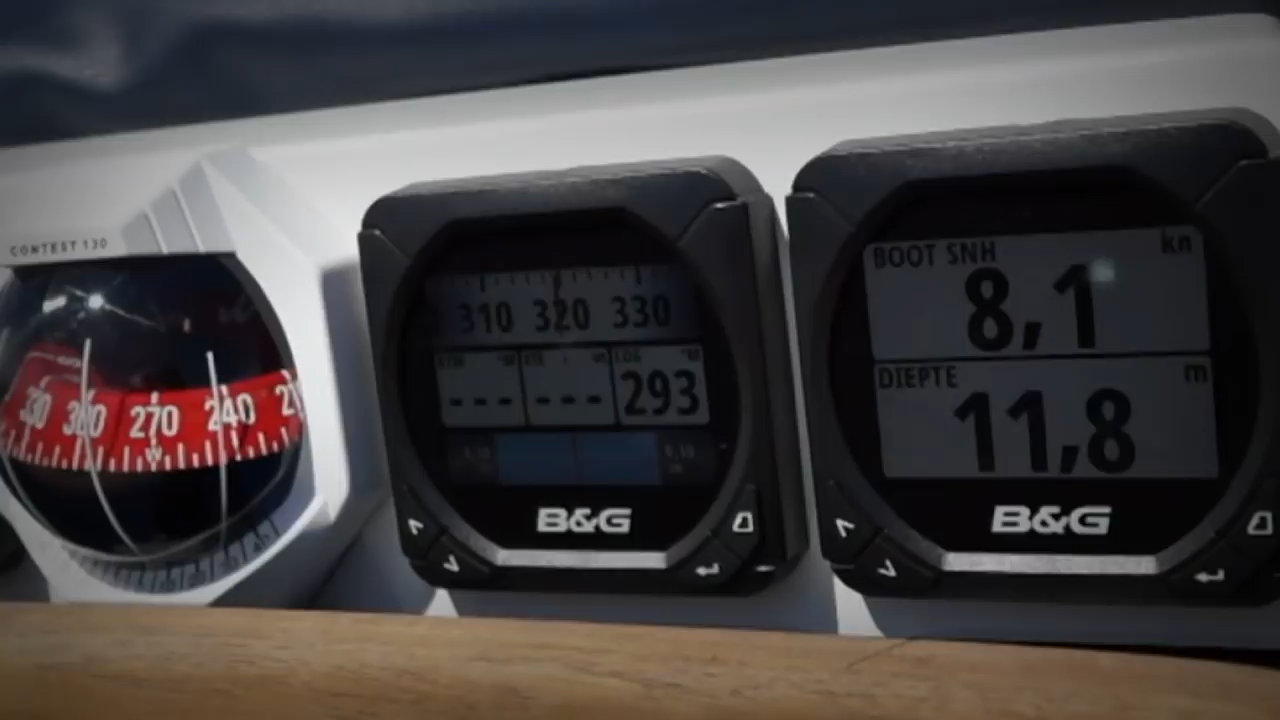 CONTEST 130
330 300 270 240
310 320 330
LOG
--- --- 293
B&G
BOOT SNH kn
8,1
DIEPTE m
11,8
B&G